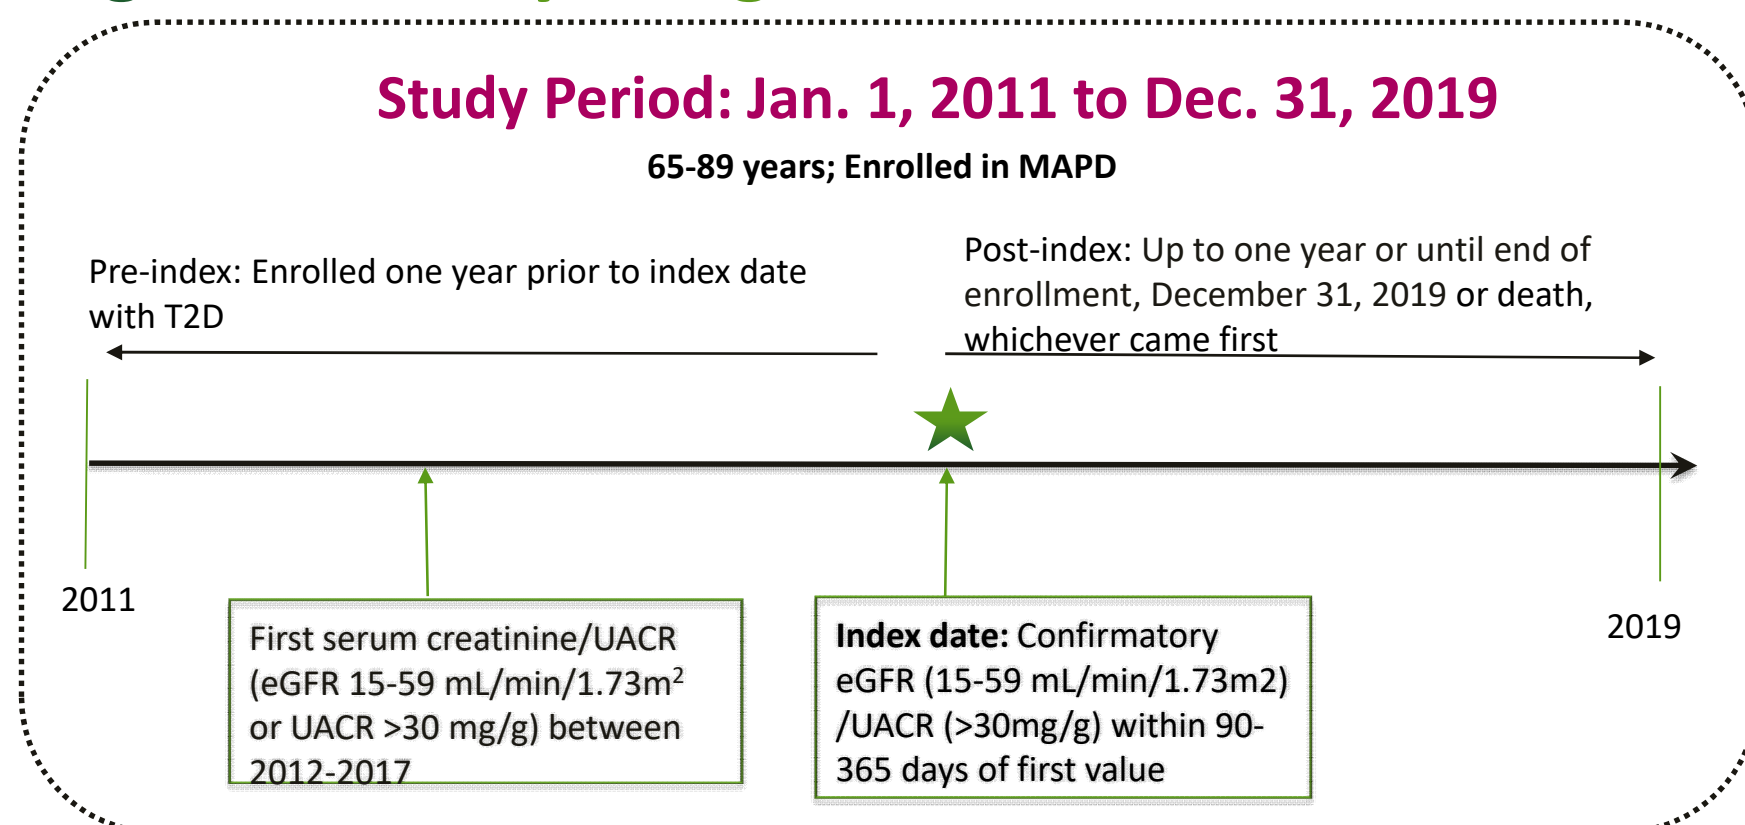 Study Period: Jan. 1, 2011 to Dec. 31, 2019
65-89 years; Enrolled in MAPD
Pre-index: Enrolled one year prior to index date
with T2D
Post-index: Up to one year or until end of
enrollment, December 31, 2019 or death,
whichever came first
2011
2019
First serum creatinine/UACR
(eGFR 15-59 mL/min/1.73m²
or UACR >30 mg/g) between
2012-2017
Index date: Confirmatory
eGFR (15-59 mL/min/1.73m2)
/UACR (>30mg/g) within 90-
365 days of first value